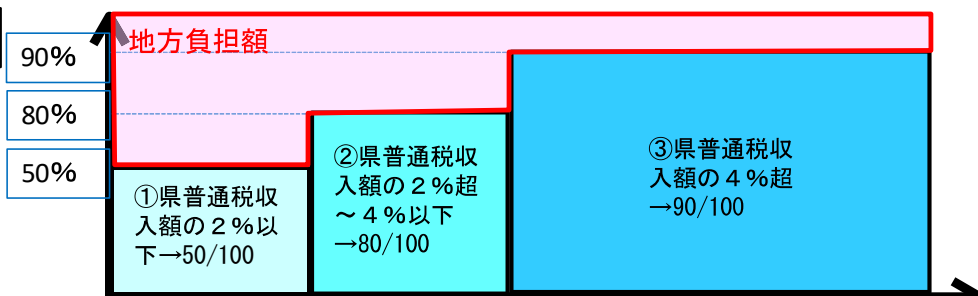 地方負担額
90%
80%
50%
①県普通税収
入額の２％以
下→50/100
②県普通税収
入額の２％超
～４％以下
→80/100
③県普通税収
入額の４％超
→90/100